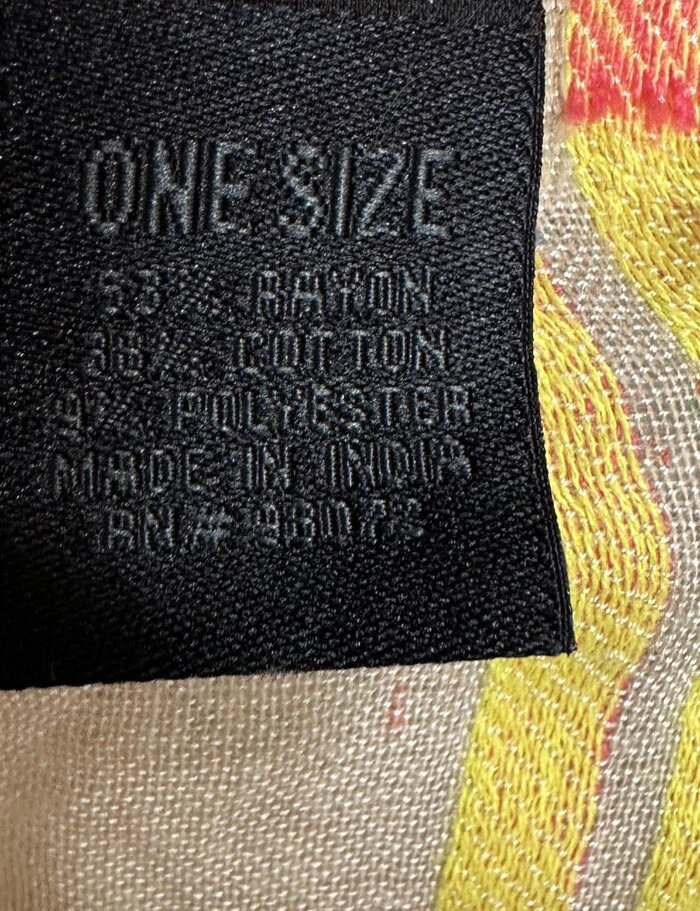 ONE SIZE
53% RAYON
38% COTTON
9% POLYESTER
MADE IN INDIA
RN#